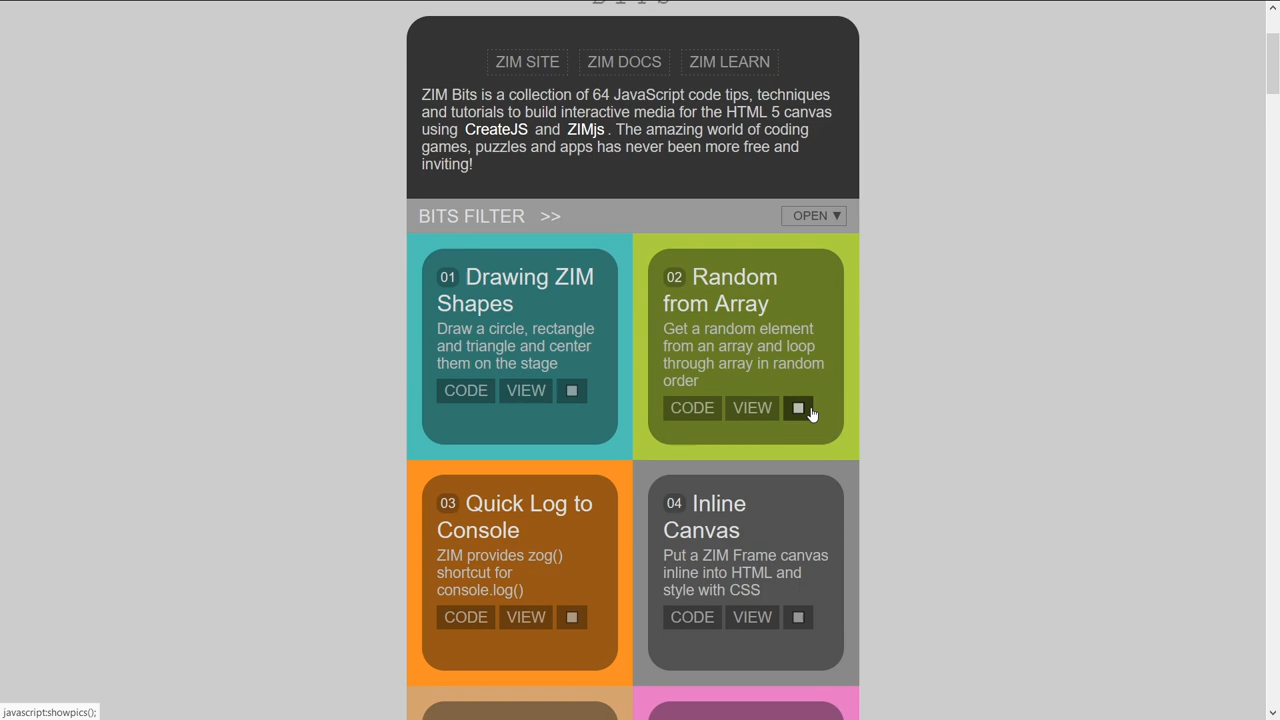 ZIM SITE ZIM DOCS ZIM LEARN
ZIM Bits is a collection of 64 JavaScript code tips, techniques
and tutorials to build interactive media for the HTML 5 canvas
using CreateJS and ZIMjs . The amazing world of coding
games, puzzles and apps has never been more free and
inviting!
BITS FILTER >> OPEN ▼
01 Drawing ZIM
Shapes
Draw a circle, rectangle
and triangle and center
them on the stage
CODE VIEW
02 Random
from Array
Get a random element
from an array and loop
through array in random
order
CODE VIEW
03 Quick Log to
Console
ZIM provides zog()
shortcut for
console.log()
CODE VIEW
04 Inline
Canvas
Put a ZIM Frame canvas
inline into HTML and
style with CSS
CODE VIEW
javascript:showpics();